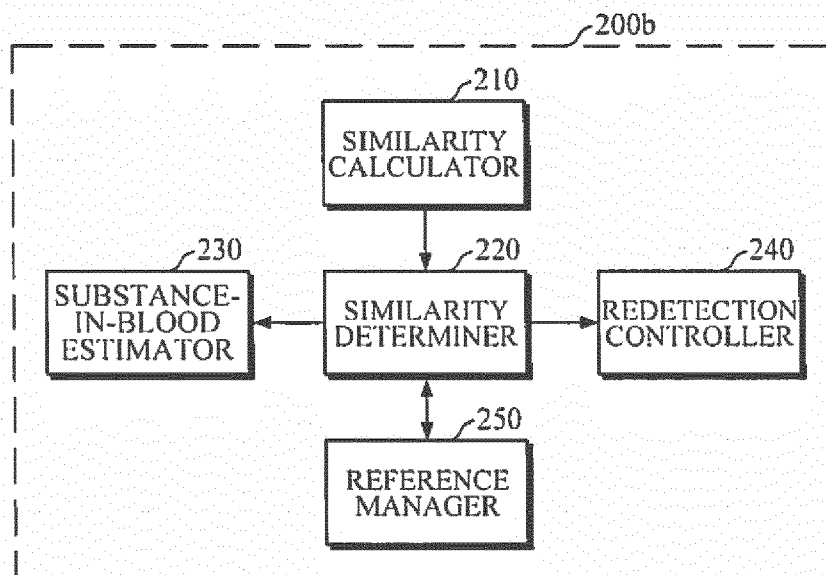 200b
210
SIMILARITY
CALCULATOR
230
SUBSTANCE-
IN-BLOOD
ESTIMATOR
220
SIMILARITY
DETERMINER
240
REDETECTION
CONTROLLER
250
REFERENCE
MANAGER